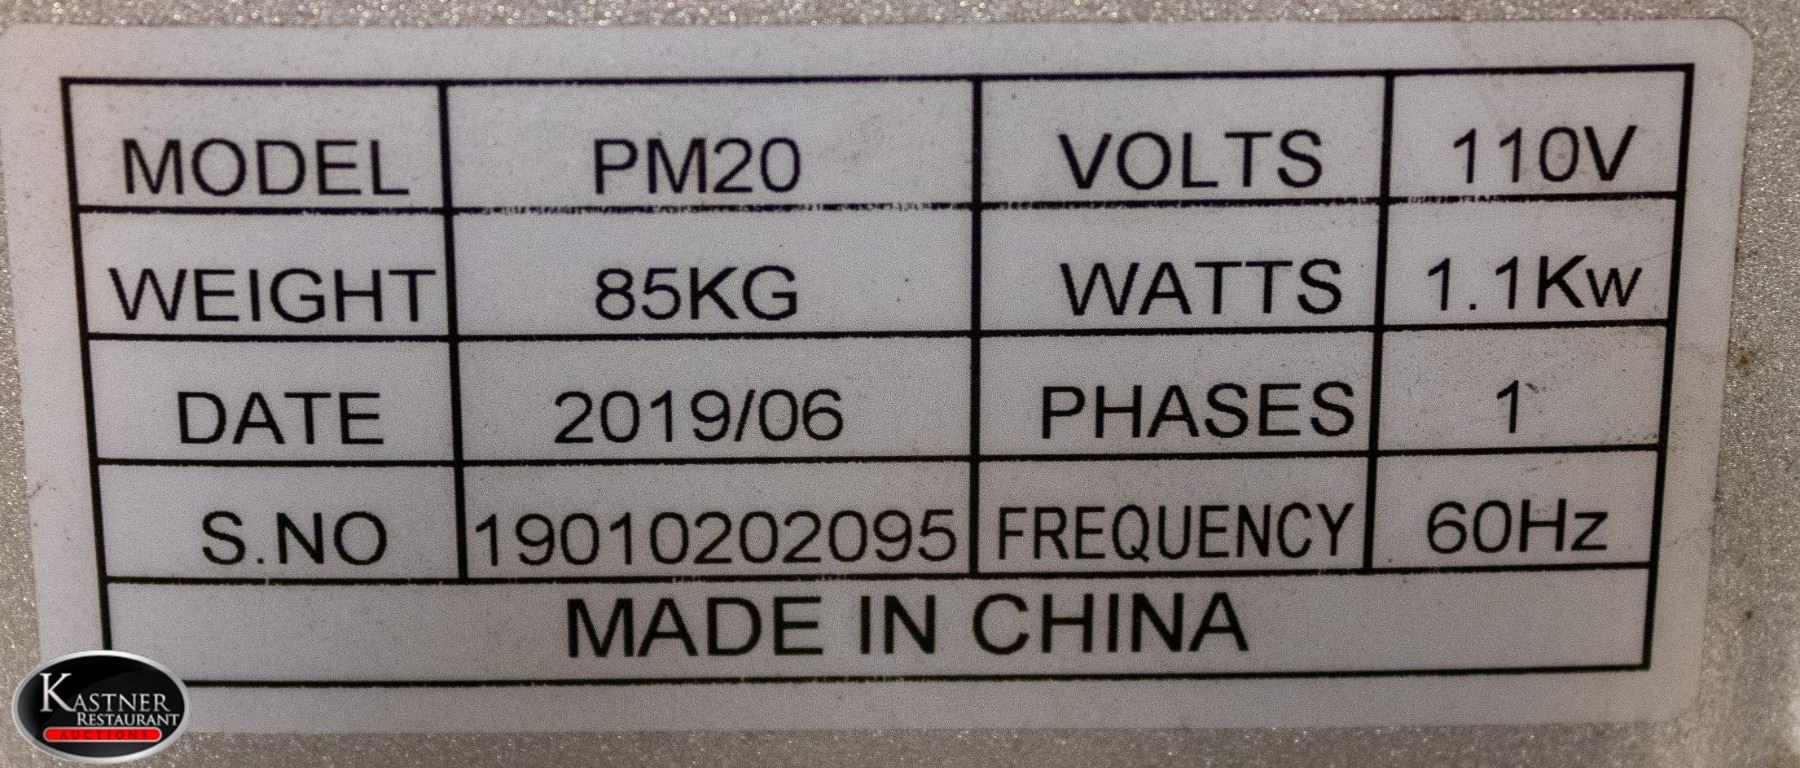 MODEL PM20 VOLTS 110V
WEIGHT 85KG WATTS 1.1Kw
DATE 2019/06 PHASES 1
S.NO 19010202095 FREQUENCY 60Hz
MADE IN CHINA
KASTNER
RESTAURANT
AUCTIONS